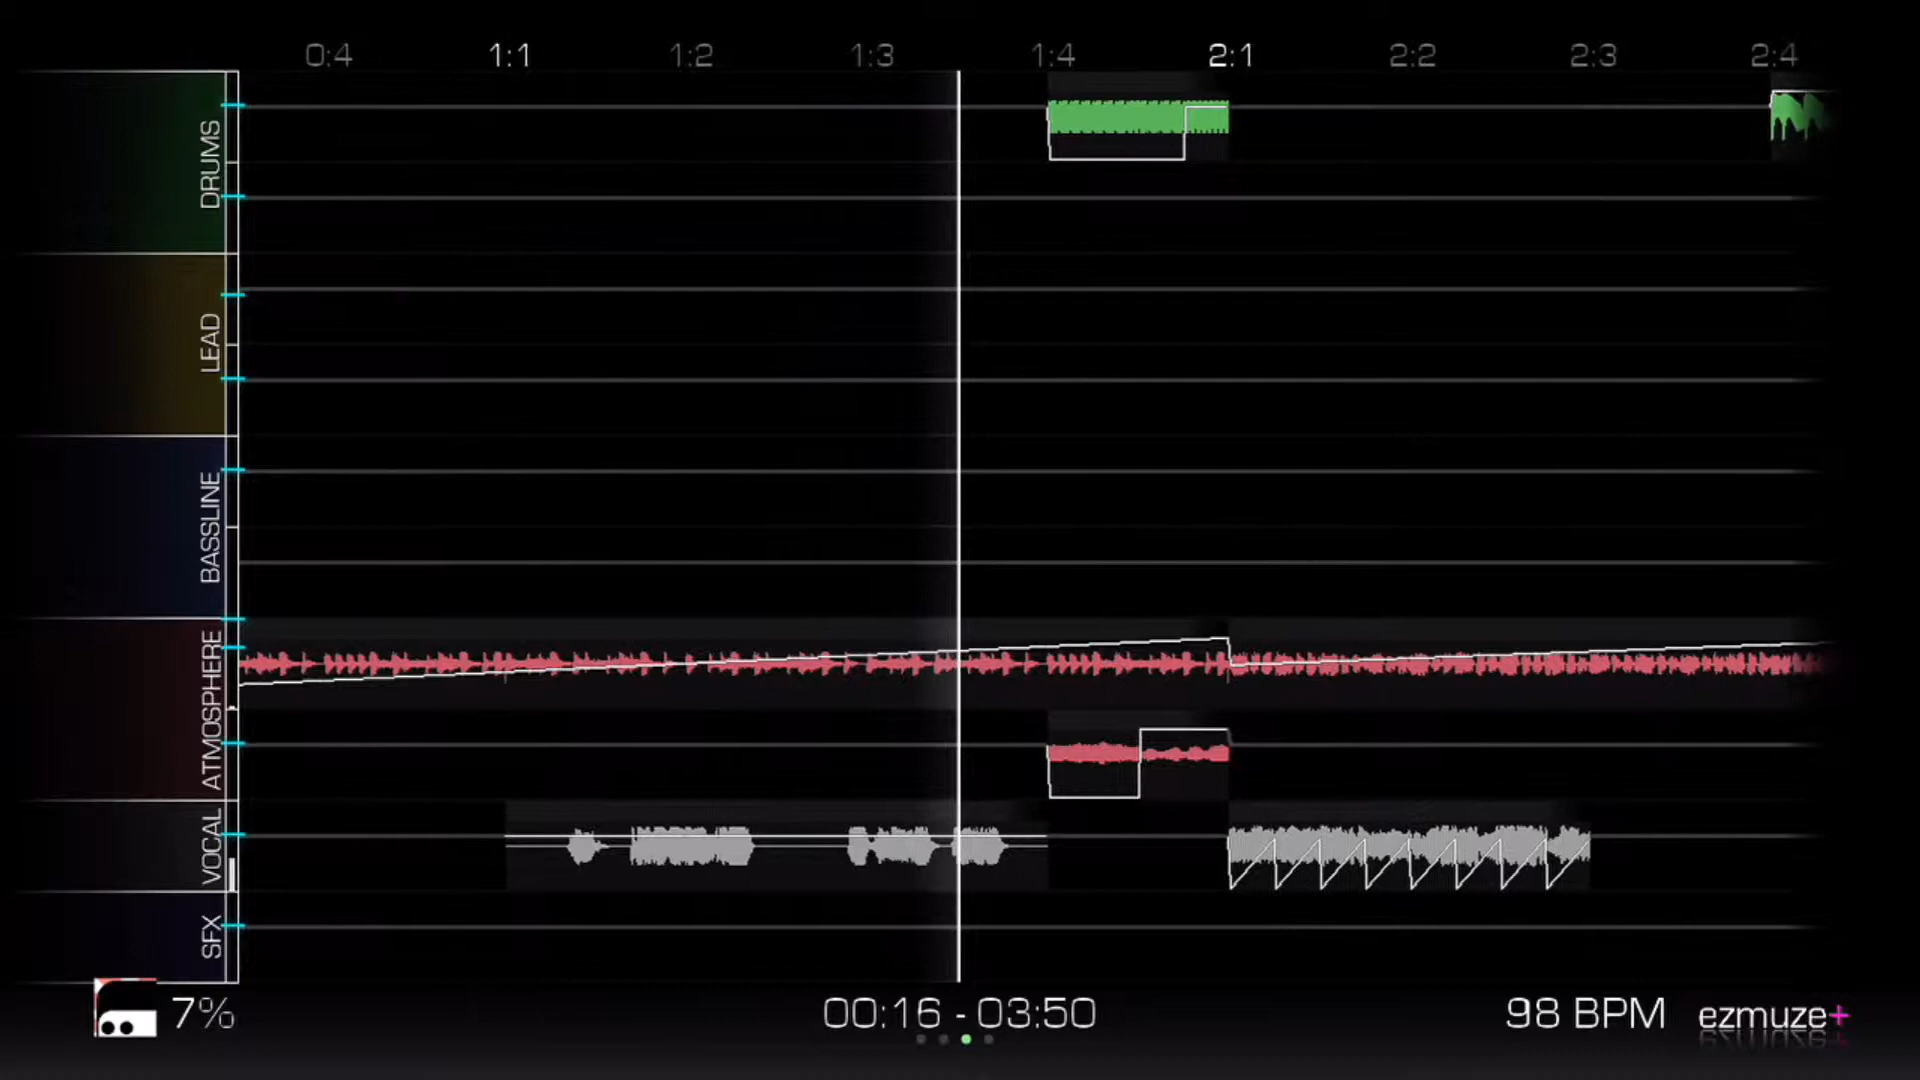 0:4 1:1 1:2 1:3 1:4 2:1 2:2 2:3 2:4
DRUMS
LEAD
BASSLINE
ATMOSPHERE
VOCAL
SFX
7% 00:16 - 03:50 98 BPM ezmuze+